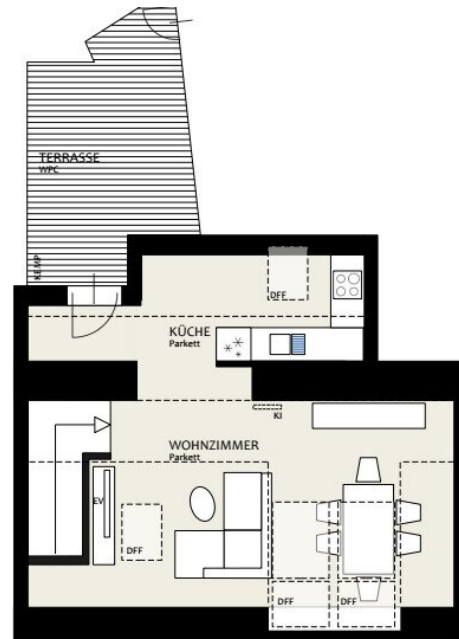 TERRASSE
WPC
KEMP
DFF
KÜCHE
Parkett
KI
WOHNZIMMER
Parkett
EV
DFF
DFF
DFF